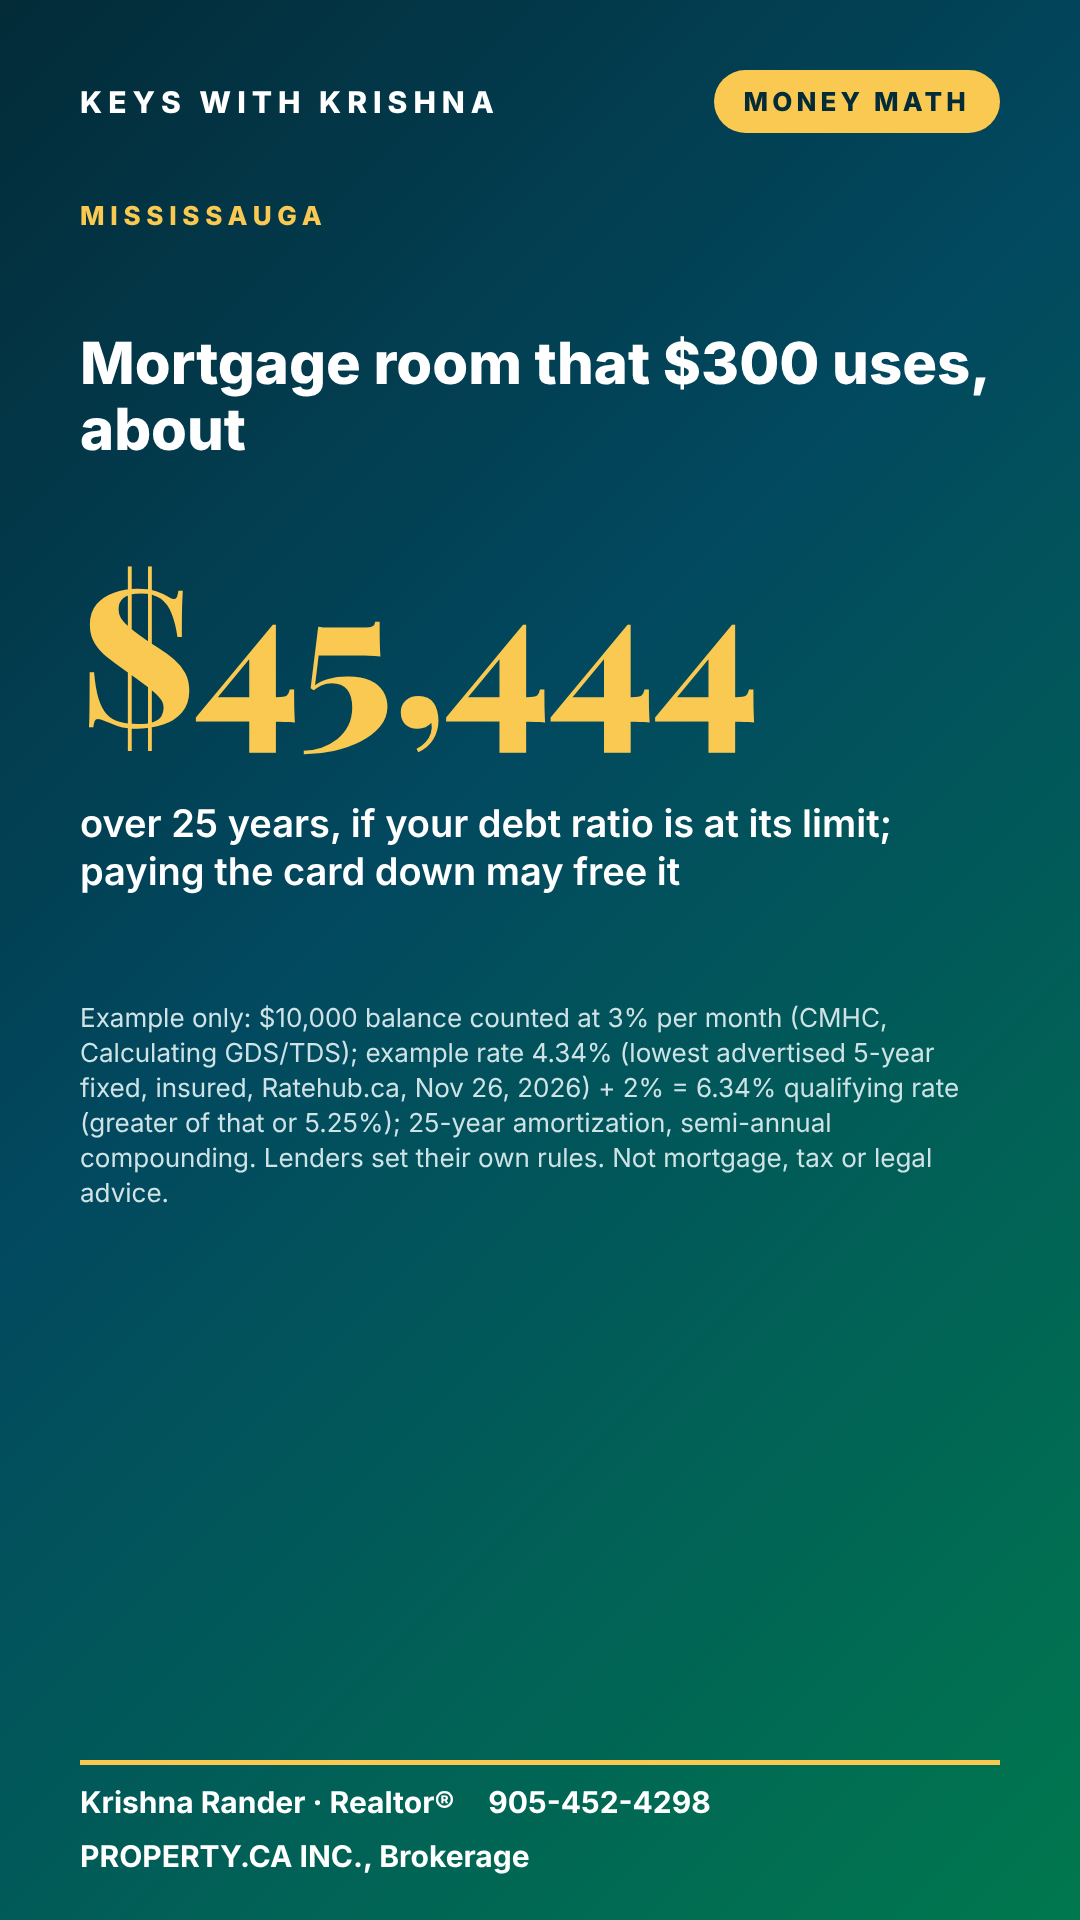 KEYS WITH KRISHNA
MONEY MATH
MISSISSAUGA
Mortgage room that $300 uses,
about
$45,444
over 25 years, if your debt ratio is at its limit;
paying the card down may free it
Example only: $10,000 balance counted at 3% per month (CMHC,
Calculating GDS/TDS); example rate 4.34% (lowest advertised 5-year
fixed, insured, Ratehub.ca, Nov 26, 2026) + 2% = 6.34% qualifying rate
(greater of that or 5.25%); 25-year amortization, semi-annual
compounding. Lenders set their own rules. Not mortgage, tax or legal
advice.
Krishna Rander · Realtor® 905-452-4298
PROPERTY.CA INC., Brokerage